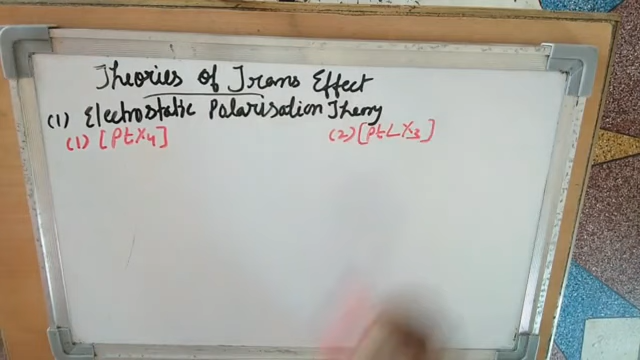 Theories of Trans Effect
(1) Electrostatic Polarisation Theory
(1) [PtX4] (2) [PtLX3]